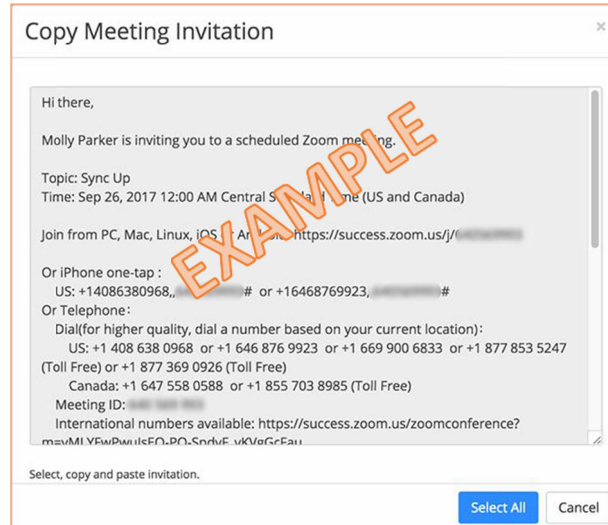 Copy Meeting Invitation
×
Hi there,
Molly Parker is inviting you to a scheduled Zoom meeting.
Topic: Sync Up
Time: Sep 26, 2017 12:00 AM Central Time (US and Canada)
Join from PC, Mac, Linux, iOS https://success.zoom.us/j/
Or iPhone one-tap :
US: +14086380968,, # or +16468769923, #
Or Telephone:
Dial(for higher quality, dial a number based on your current location):
US: +1 408 638 0968 or +1 646 876 9923 or +1 669 900 6833 or +1 877 853 5247
(Toll Free) or +1 877 369 0926 (Toll Free)
Canada: +1 647 558 0588 or +1 855 703 8985 (Toll Free)
Meeting ID:
International numbers available: https://success.zoom.us/zoomconference?
EXAMPLE
Select, copy and paste invitation.
Select All
Cancel